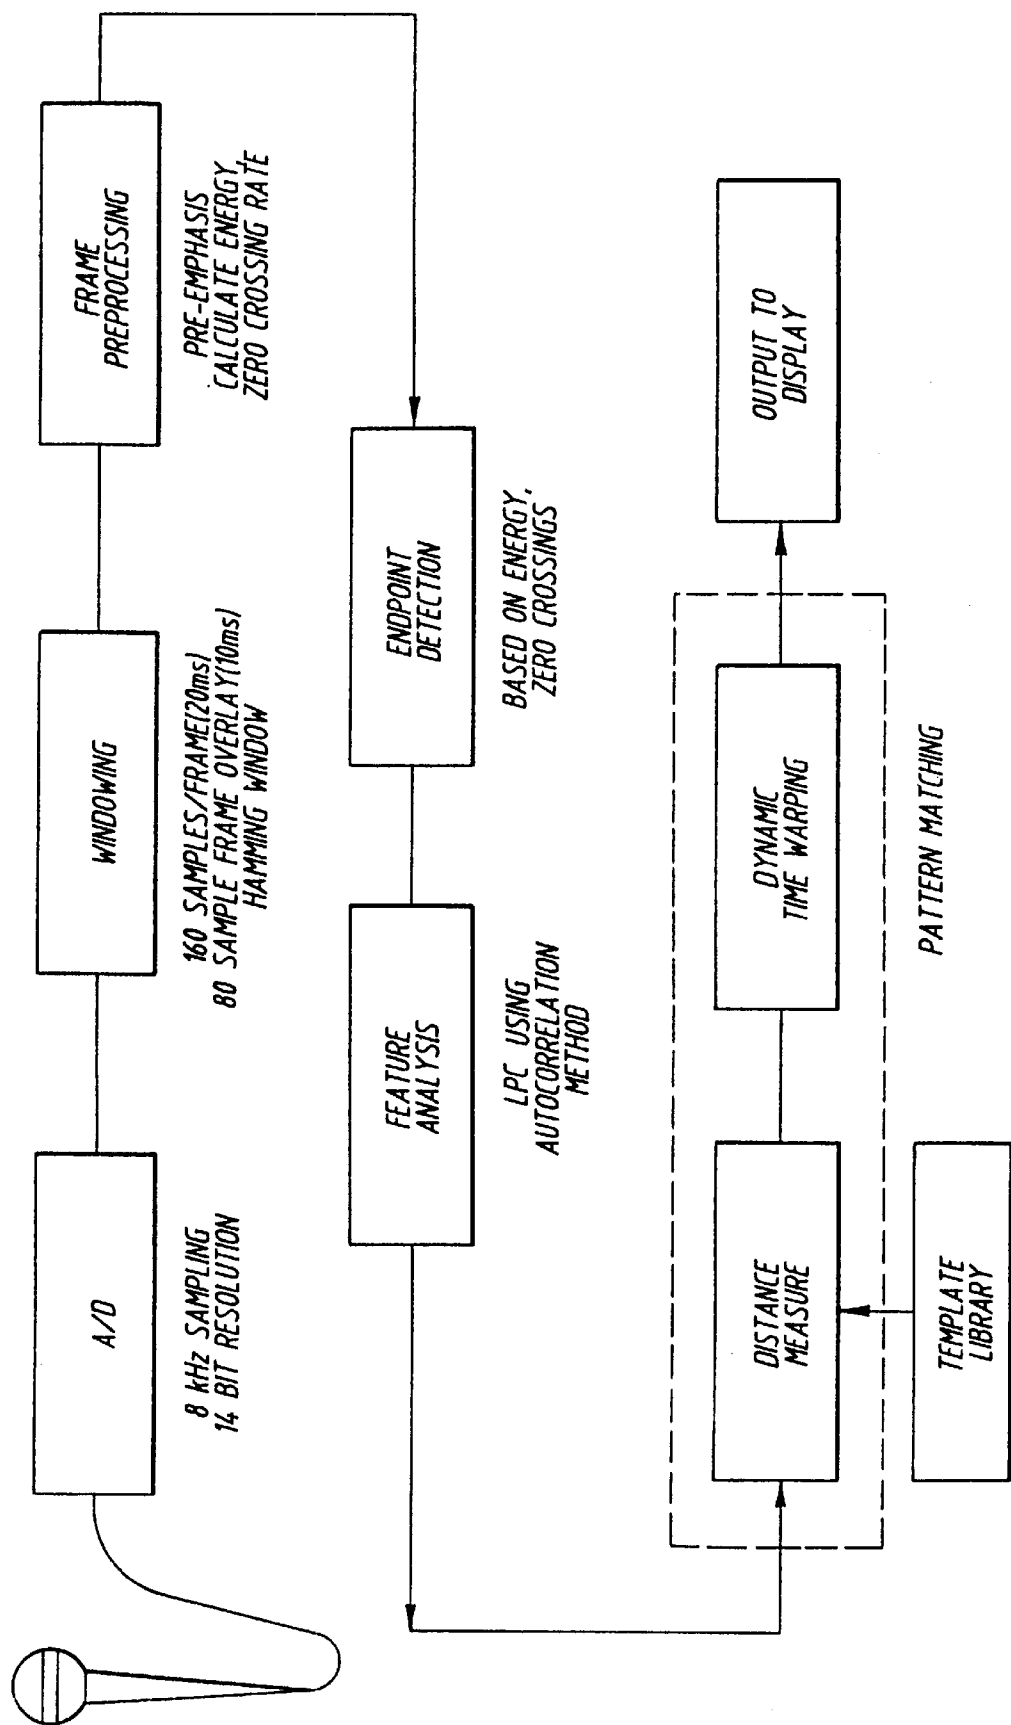 A/D
8 kHz SAMPLING
14 BIT RESOLUTION
WINDOWING
160 SAMPLES/FRAME(20ms)
80 SAMPLE FRAME OVERLAY(10ms)
HAMMING WINDOW
FRAME
PREPROCESSING
PRE-EMPHASIS
CALCULATE ENERGY,
ZERO CROSSING RATE
FEATURE
ANALYSIS
LPC USING
AUTOCORRELATION
METHOD
ENDPOINT
DETECTION
BASED ON ENERGY,
ZERO CROSSINGS
DISTANCE
MEASURE
DYNAMIC
TIME WARPING
OUTPUT TO
DISPLAY
PATTERN MATCHING
TEMPLATE
LIBRARY